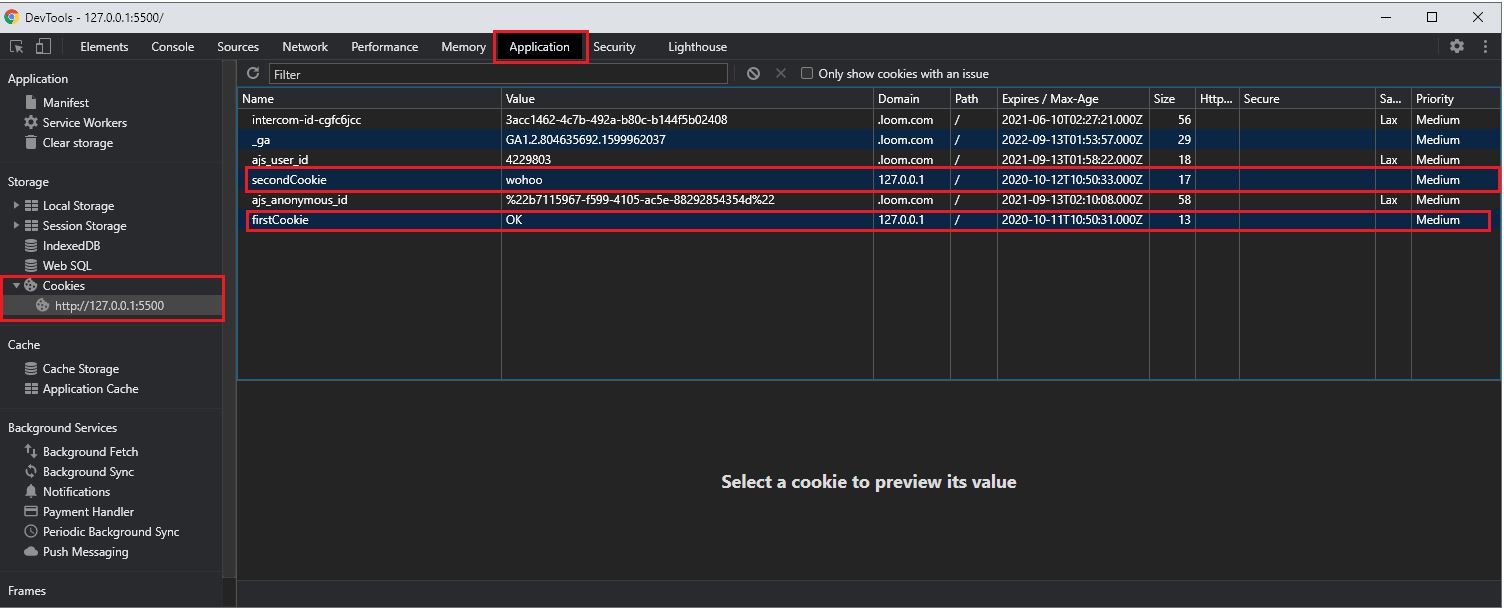 DevTools - 127.0.0.1:5500/
Elements Console Sources Network Performance Memory Application Security Lighthouse
Application
Manifest
Service Workers
Clear storage
Storage
Local Storage
Session Storage
IndexedDB
Web SQL
Cookies
http://127.0.0.1:5500
Cache
Cache Storage
Application Cache
Background Services
Background Fetch
Background Sync
Notifications
Payment Handler
Periodic Background Sync
Push Messaging
Frames
Filter Only show cookies with an issue
Name Value Domain Path Expires / Max-Age Size Http... Secure Sa... Priority
intercom-id-cgfc6jcc 3acc1462-4c7b-492a-b80c-b144f5b02408 .loom.com / 2021-06-10T02:27:21.000Z 56 Lax Medium
_ga GA1.2.804635692.1599962037 .loom.com / 2022-09-13T01:53:57.000Z 29 Medium
ajs_user_id 4229803 .loom.com / 2021-09-13T01:58:22.000Z 18 Lax Medium
secondCookie wohoo 127.0.0.1 / 2020-10-12T10:50:33.000Z 17 Medium
ajs_anonymous_id %22b7115967-f599-4105-ac5e-88292854354d%22 .loom.com / 2021-09-13T02:10:08.000Z 58 Lax Medium
firstCookie OK 127.0.0.1 / 2020-10-11T10:50:31.000Z 13 Medium
Select a cookie to preview its value